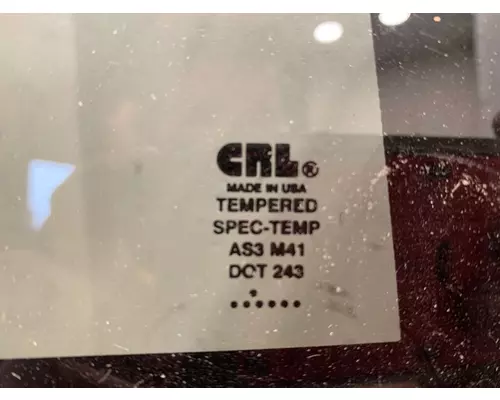 CRL®
MADE IN USA
TEMPERED
SPEC-TEMP
AS3 M41
DOT 243